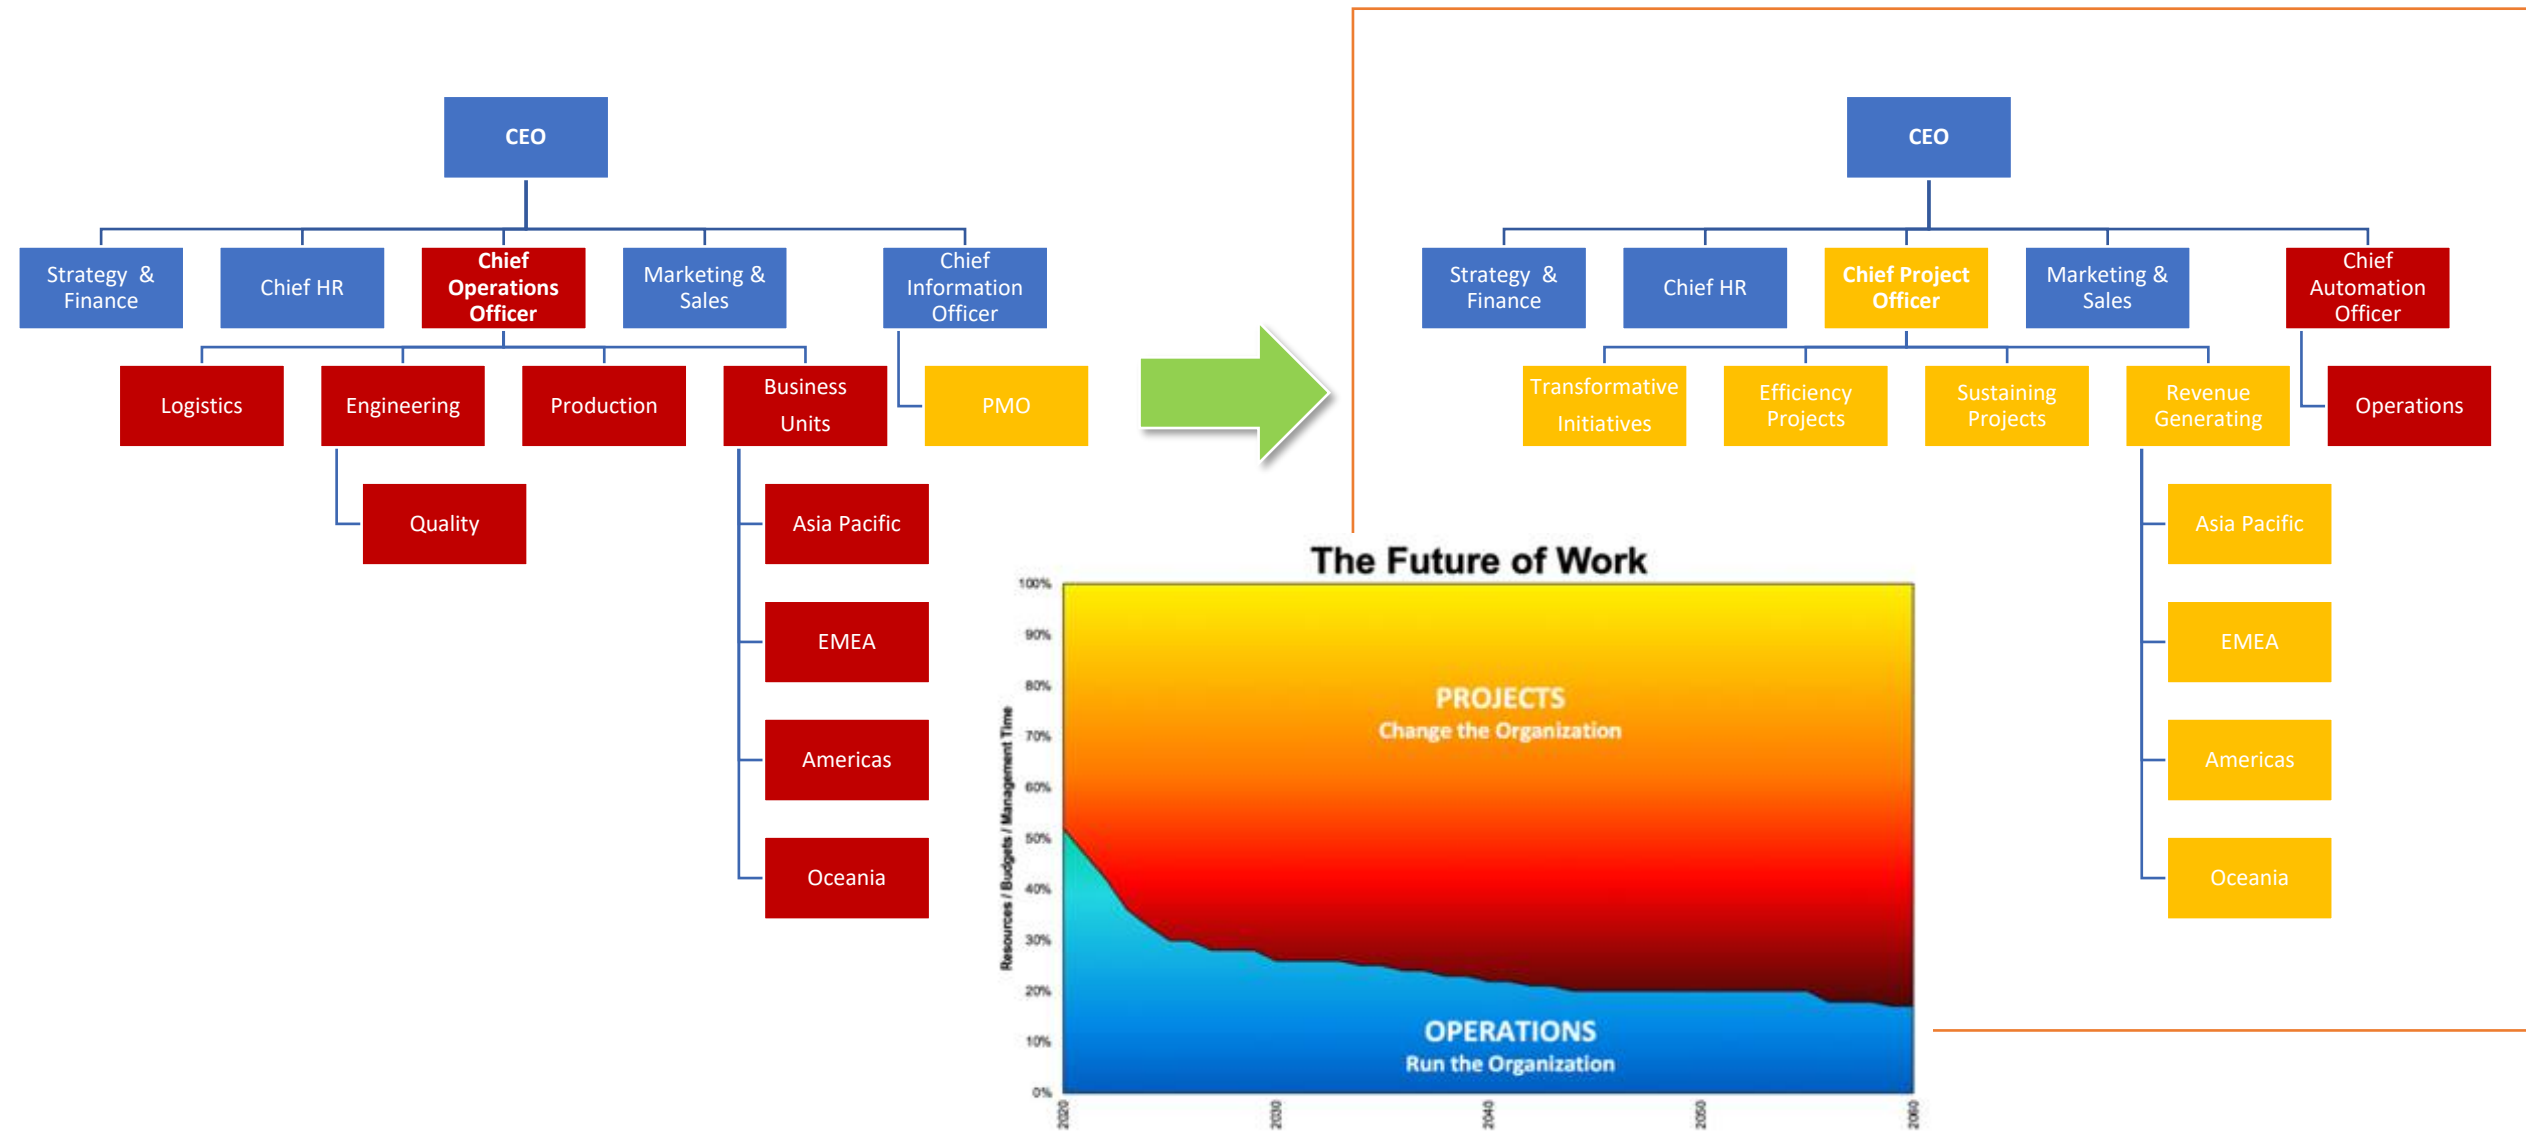 CEO
Strategy &
Finance
Chief HR
Chief
Operations
Officer
Marketing &
Sales
Chief
Information
Officer
Logistics
Engineering
Production
Business
Units
PMO
Quality
Asia Pacific
EMEA
Americas
Oceania
CEO
Strategy &
Finance
Chief HR
Chief Project
Officer
Marketing &
Sales
Chief
Automation
Officer
Transformative
Initiatives
Efficiency
Projects
Sustaining
Projects
Revenue
Generating
Operations
Asia Pacific
EMEA
Americas
Oceania
The Future of Work
Resources / Budgets / Management Time
100%
90%
80%
70%
60%
50%
40%
30%
20%
10%
0%
PROJECTS
Change the Organization
OPERATIONS
Run the Organization
2020
2030
2040
2050
2060